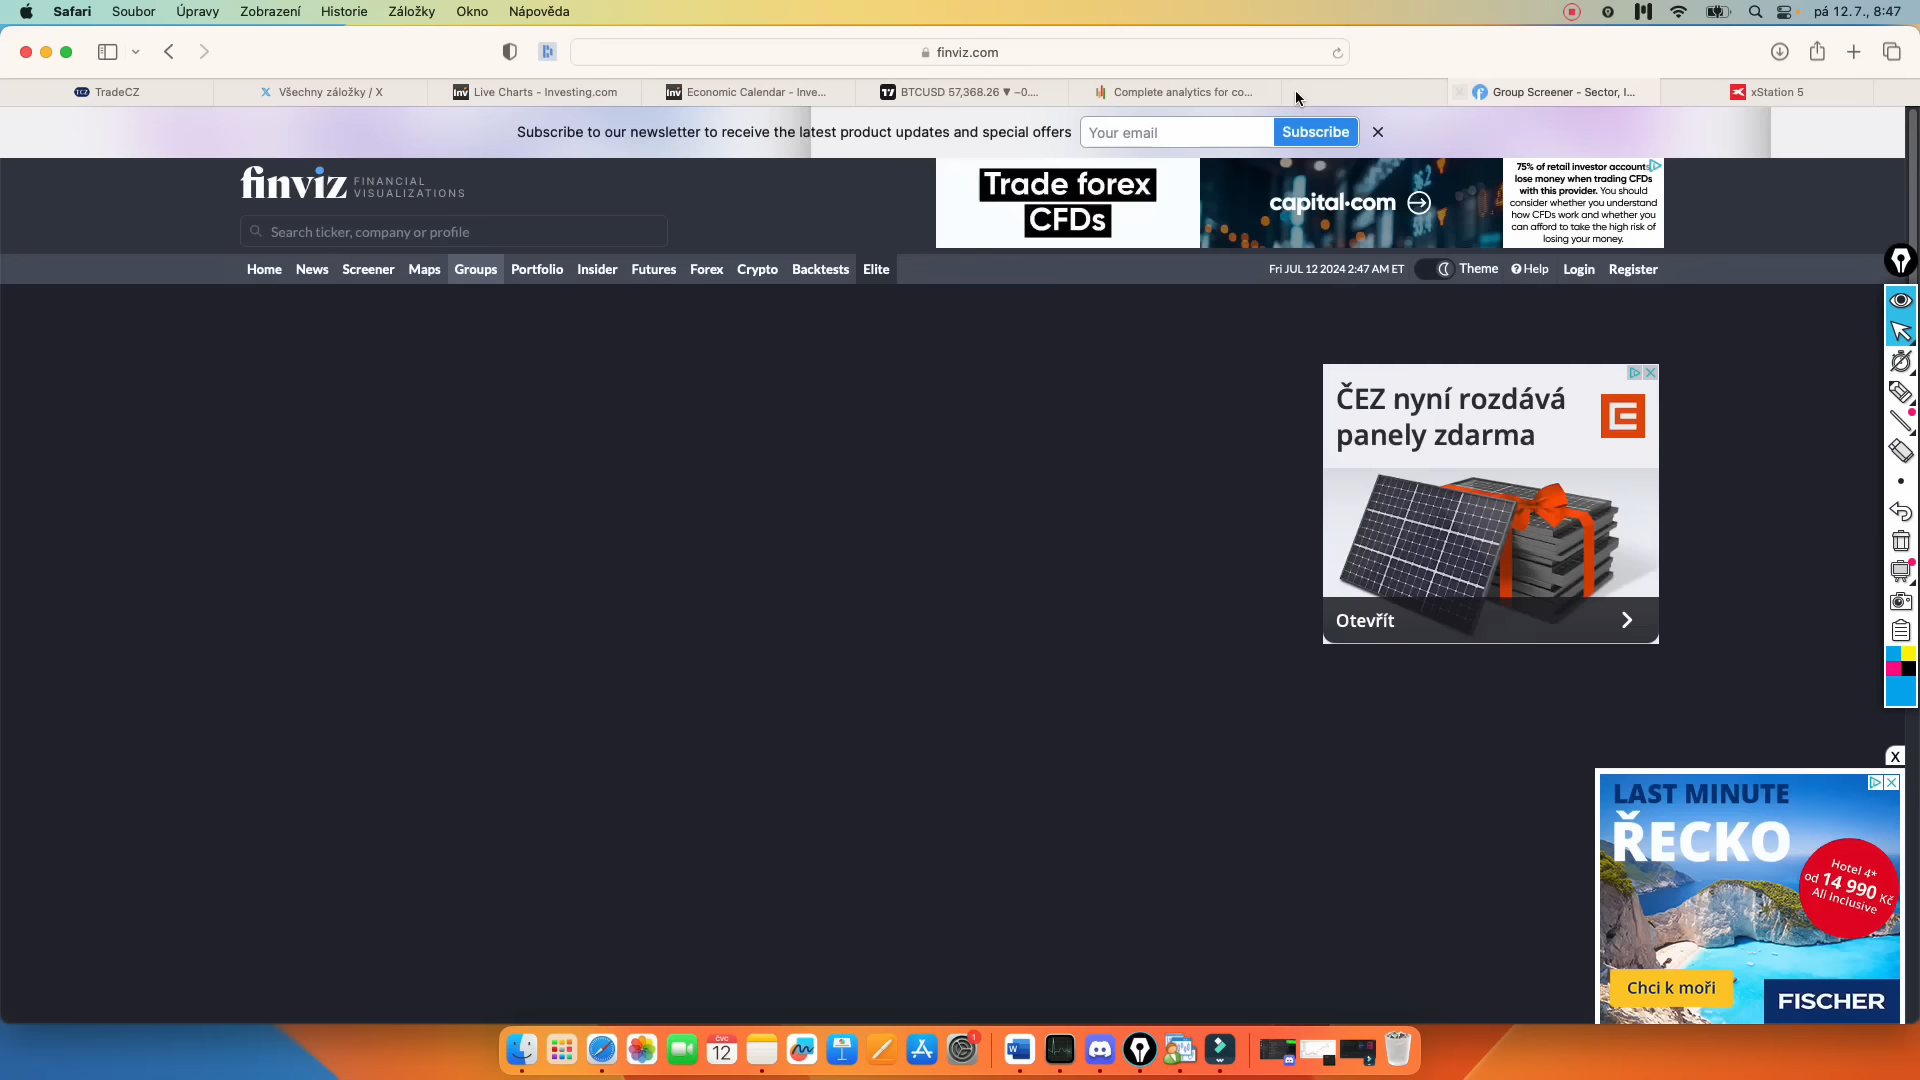 Safari Soubor Úpravy Zobrazení Historie Záložky Okno Nápověda pá 12.7., 8:47
finviz.com
TradeCZ Všechny záložky / X Live Charts - Investing.com Economic Calendar - Inve... BTCUSD 57,368.26 ▼ −0.... Complete analytics for co... Group Screener - Sector, I... xStation 5
Subscribe to our newsletter to receive the latest product updates and special offers Your email Subscribe
finviz FINANCIAL
VISUALIZATIONS
Search ticker, company or profile
Trade forex
CFDs
capital.com
75% of retail investor accounts
lose money when trading CFDs
with this provider. You should
consider whether you understand
how CFDs work and whether you
can afford to take the high risk of
losing your money.
Home News Screener Maps Groups Portfolio Insider Futures Forex Crypto Backtests Elite Fri JUL 12 2024 2:47 AM ET Theme Help Login Register
ČEZ nyní rozdává
panely zdarma
Otevřít
X
LAST MINUTE
ŘECKO
Hotel 4*
od 14 990 Kč
All Inclusive
Chci k moři
FISCHER
ČVC
12
1